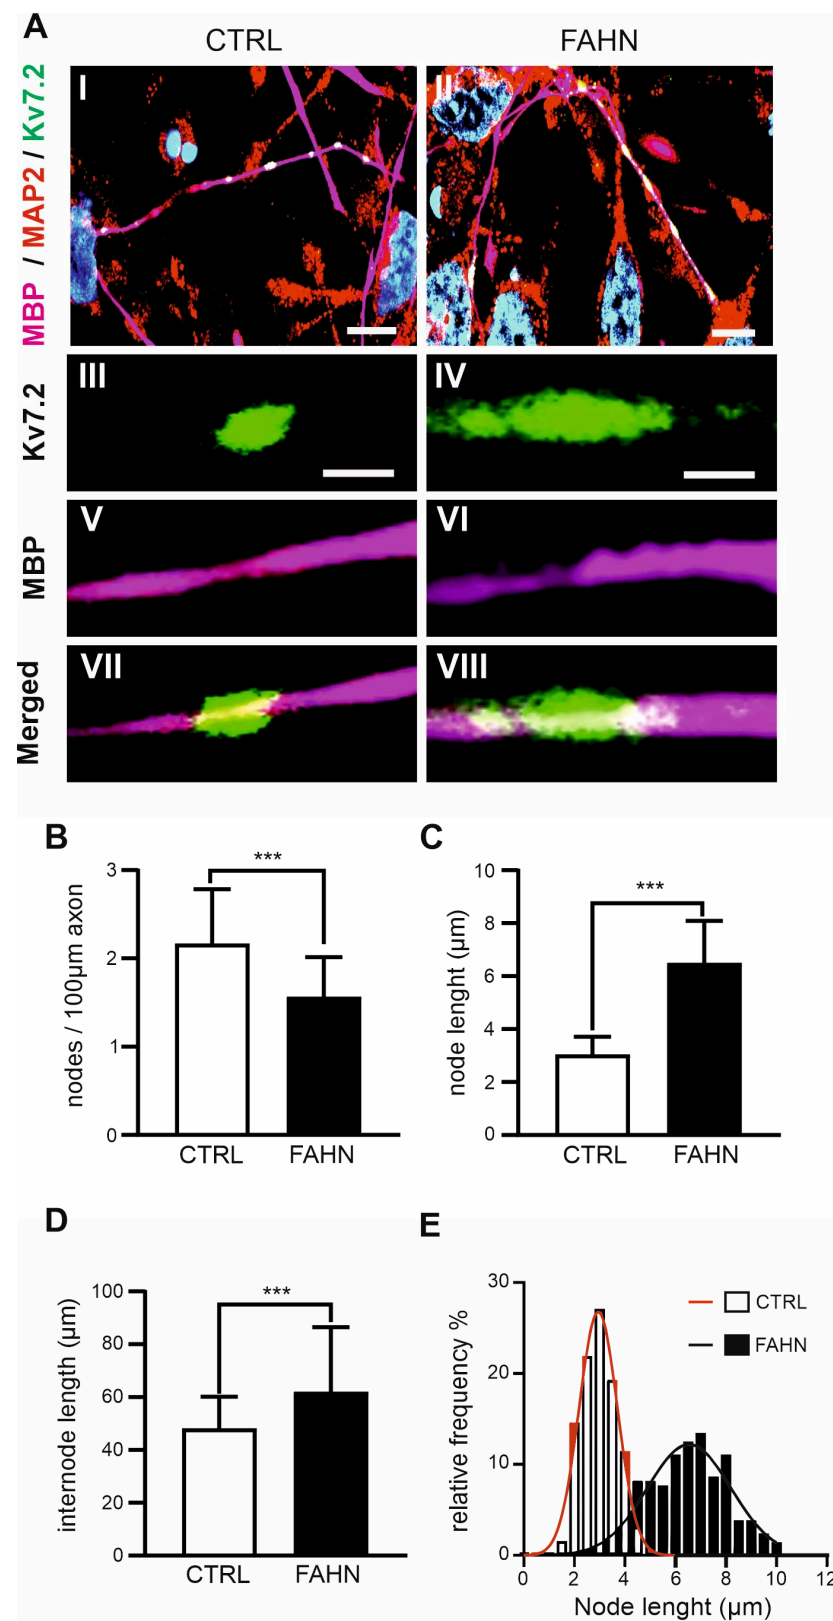 A
CTRL
FAHN
MBP / MAP2 / Kv7.2
I
II
Kv7.2
III
IV
MBP
V
VI
Merged
VII
VIII
B
nodes / 100µm axon
3
2
1
0
***
CTRL
FAHN
C
node lenght (µm)
10
8
6
4
2
0
***
CTRL
FAHN
D
internode length (µm)
100
80
60
40
20
0
***
CTRL
FAHN
E
relative frequency %
30
20
10
0
CTRL
FAHN
0 2 4 6 8 10 12
Node lenght (µm)